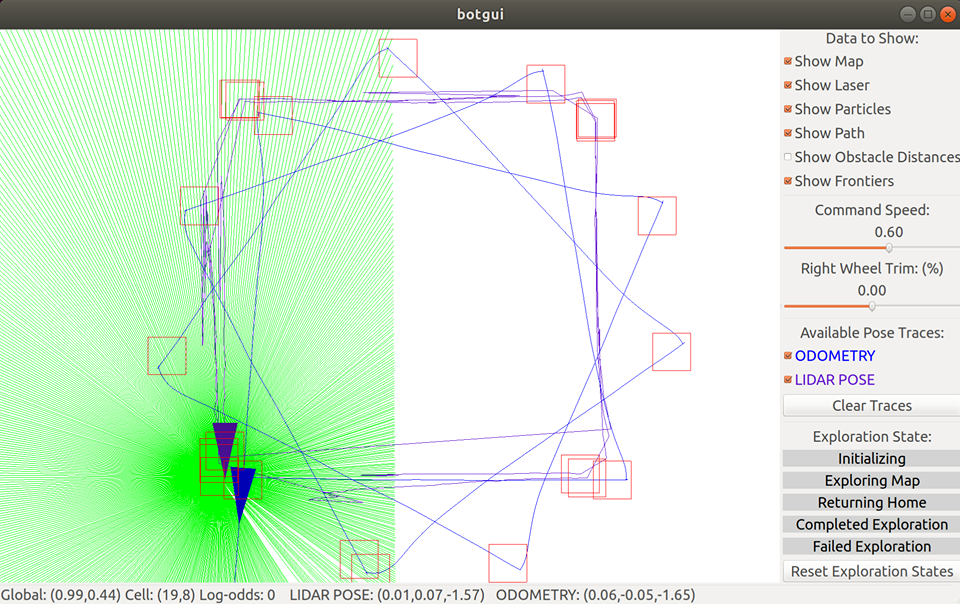 botgui
Data to Show:
Show Map
Show Laser
Show Particles
Show Path
Show Obstacle Distances
Show Frontiers
Command Speed:
0.60
Right Wheel Trim: (%)
0.00
Available Pose Traces:
ODOMETRY
LIDAR POSE
Clear Traces
Exploration State:
Initializing
Exploring Map
Returning Home
Completed Exploration
Failed Exploration
Reset Exploration States
Global: (0.99,0.44) Cell: (19,8) Log-odds: 0 LIDAR POSE: (0.01,0.07,-1.57) ODOMETRY: (0.06,-0.05,-1.65)